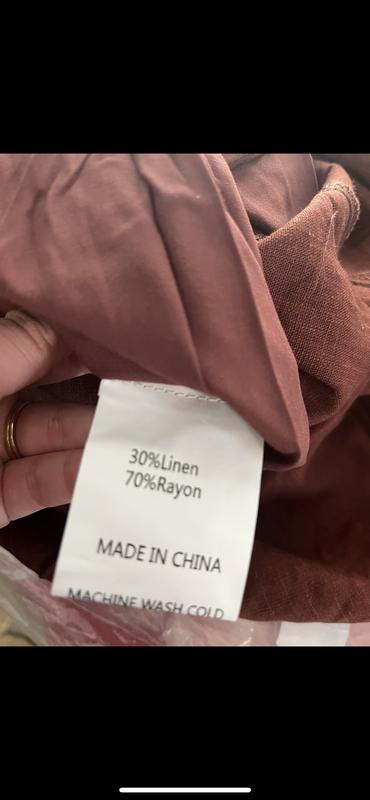 30%Linen
70%Rayon
MADE IN CHINA
MACHINE WASH COLD